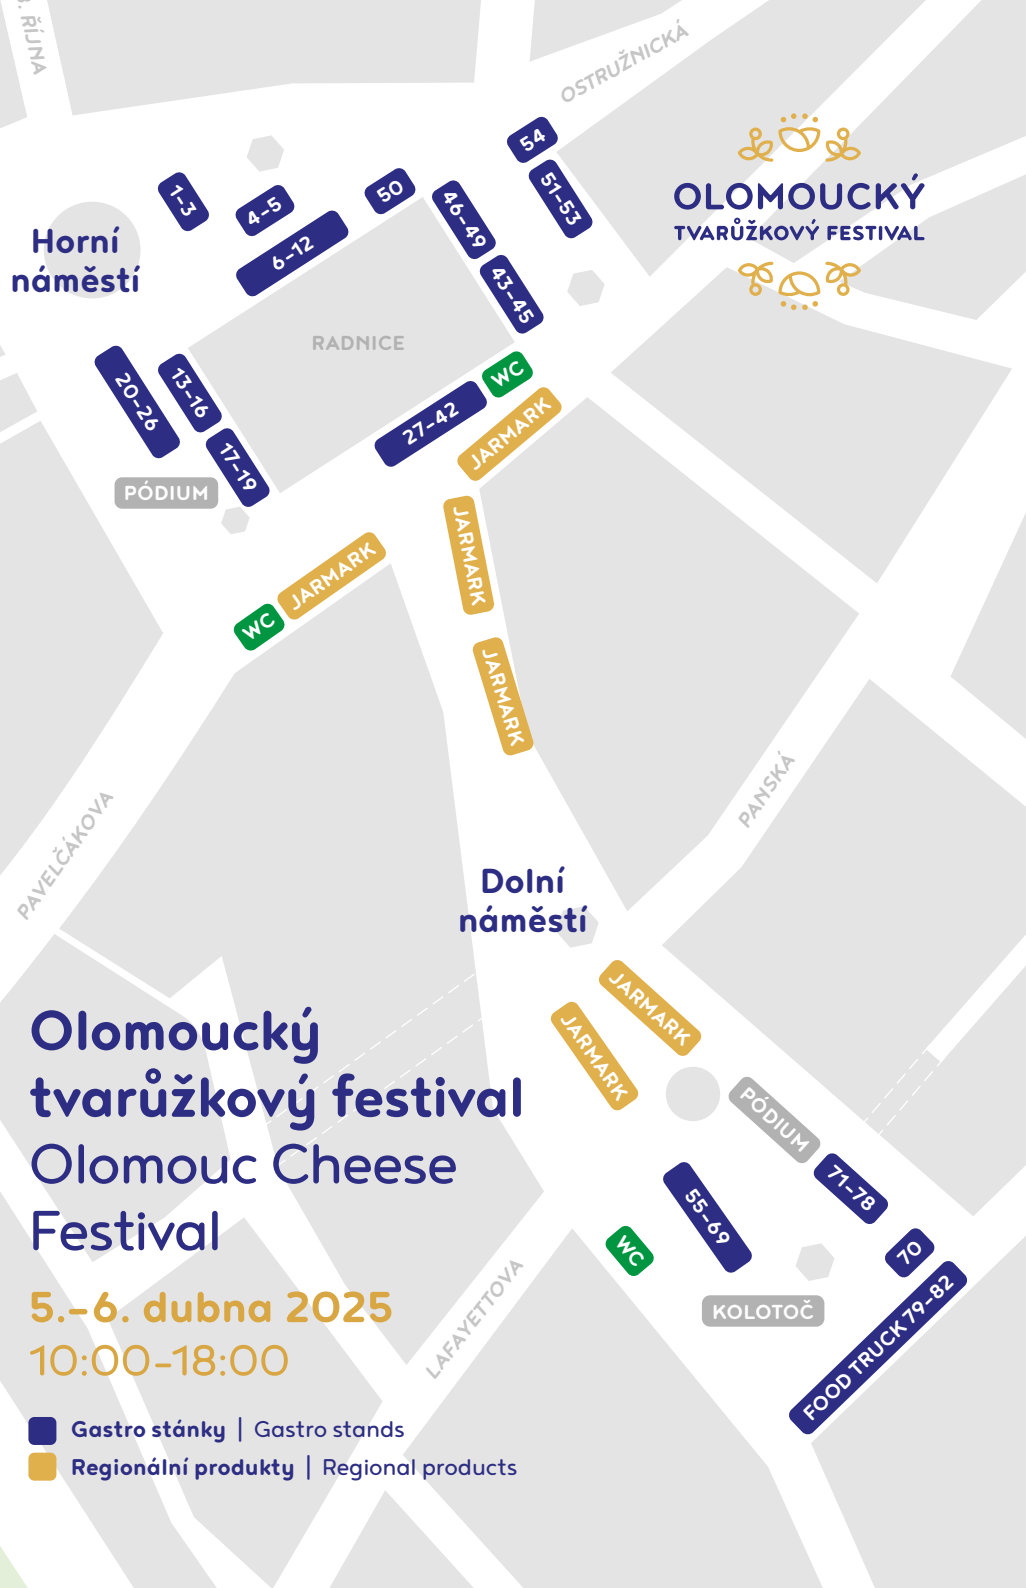 8. ŘÍJNA
OSTRUŽNICKÁ
54
51-53
50
46-49
43-45
1-3
4-5
6-12
OLOMOUCKÝ
TVARŮŽKOVÝ FESTIVAL
Horní
náměstí
RADNICE
20-26
13-16
17-19
27-42
WC
JARMARK
PÓDIUM
JARMARK
JARMARK
WC
JARMARK
PANSKÁ
PAVELČÁKOVA
Dolní
náměstí
JARMARK
JARMARK
PÓDIUM
71-78
55-69
WC
70
KOLOTOČ
FOOD TRUCK 79-82
LAFAYETTOVA
Olomoucký
tvarůžkový festival
Olomouc Cheese
Festival
5.-6. dubna 2025
10:00-18:00
Gastro stánky | Gastro stands
Regionální produkty | Regional products